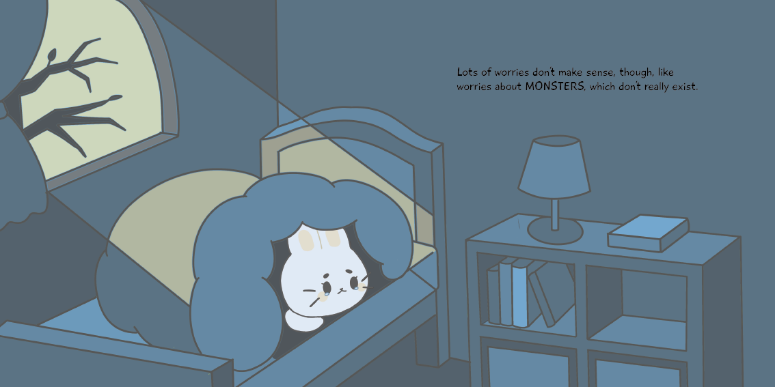 Lots of worries don't make sense, though, like
worries about MONSTERS, which don't really exist.